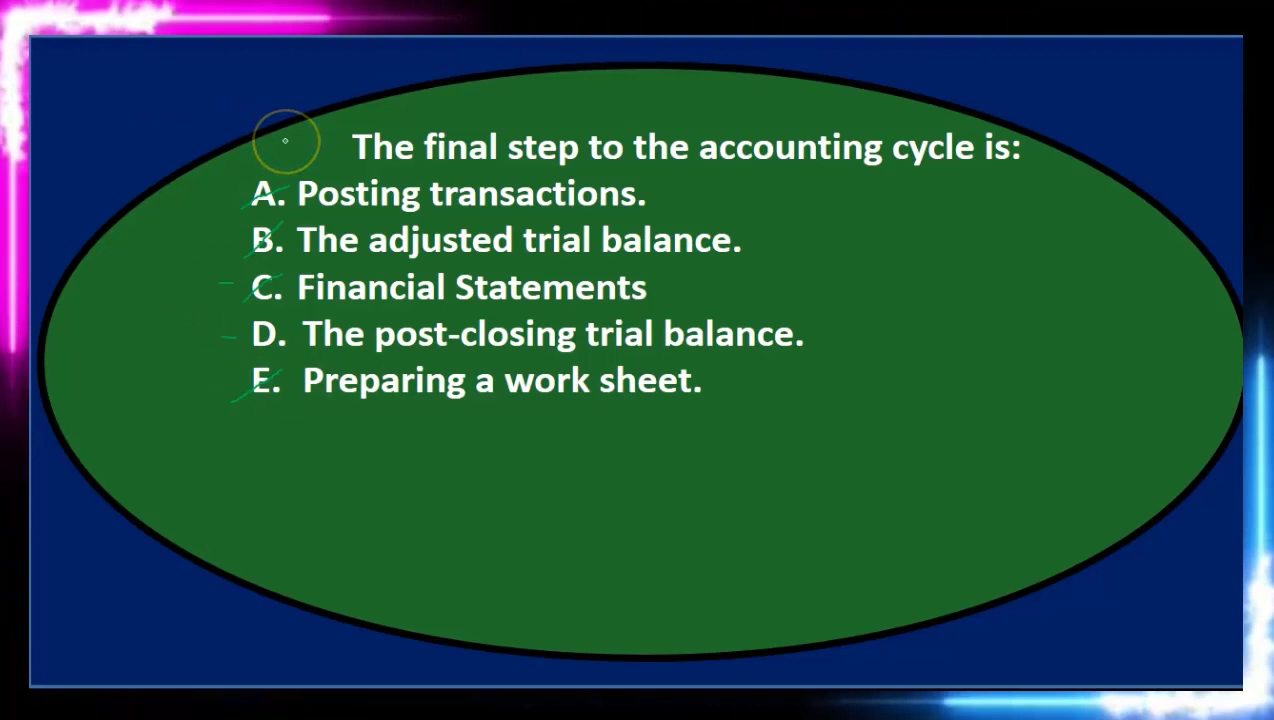 The final step to the accounting cycle is:
A. Posting transactions.
B. The adjusted trial balance.
C. Financial Statements
D. The post-closing trial balance.
E. Preparing a work sheet.